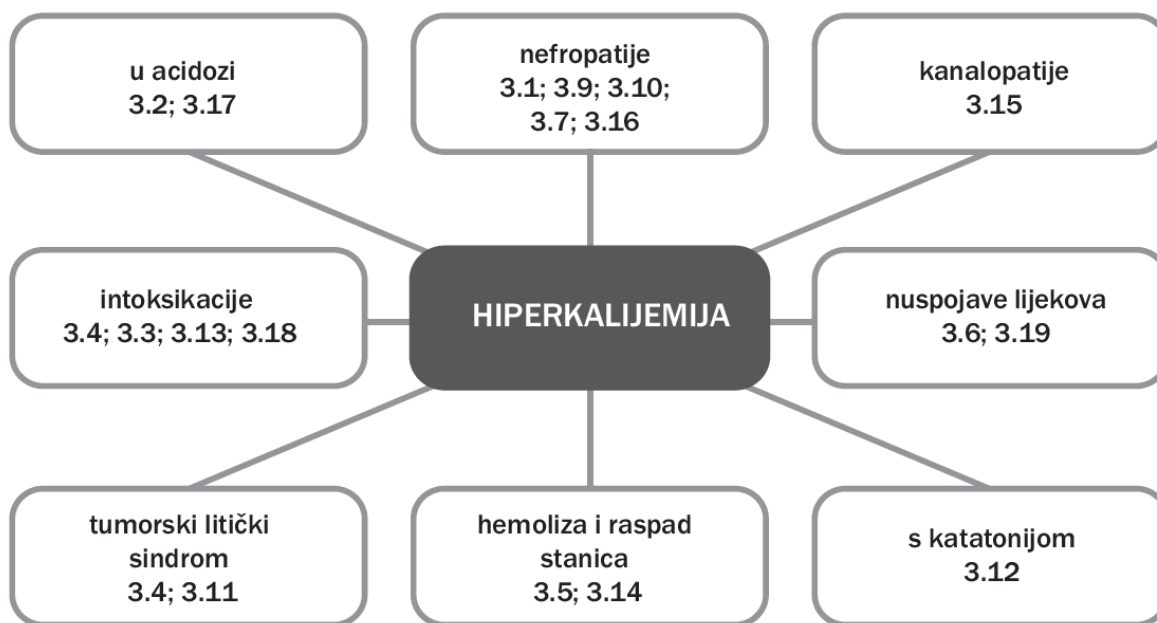 u acidozi
3.2; 3.17
nefropatije
3.1; 3.9; 3.10;
3.7; 3.16
kanalopatije
3.15
intoksikacije
3.4; 3.3; 3.13; 3.18
HIPERKALIJEMIJA
nuspojave lijekova
3.6; 3.19
tumorski litički
sindrom
3.4; 3.11
hemoliza i raspad
stanica
3.5; 3.14
s katatonijom
3.12